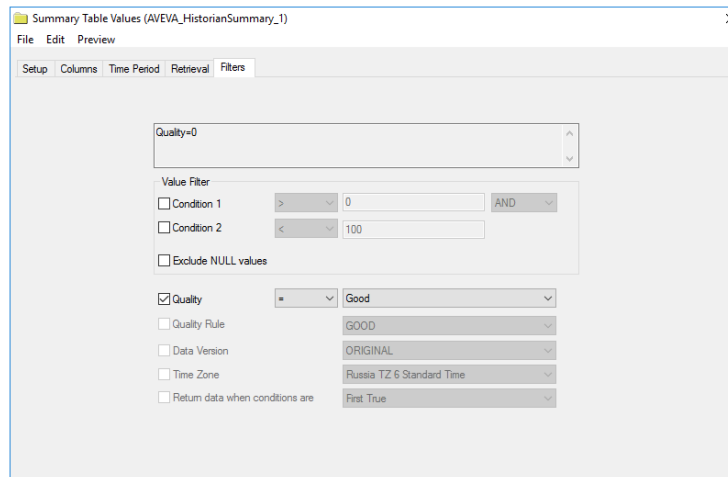 Summary Table Values (AVEVA_HistorianSummary_1)
File Edit Preview
Setup Columns Time Period Retrieval Filters
Quality=0
Value Filter
Condition 1 > 0 AND
Condition 2 < 100
Exclude NULL values
Quality = Good
Quality Rule GOOD
Data Version ORIGINAL
Time Zone Russia TZ 6 Standard Time
Return data when conditions are First True